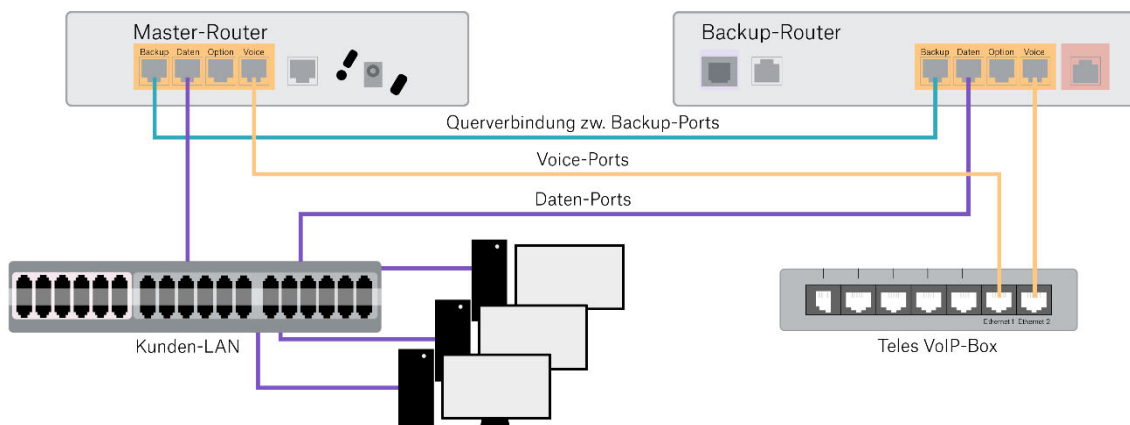 Master-Router
Backup Daten Option Voice
Backup-Router
Backup Daten Option Voice
Querverbindung zw. Backup-Ports
Voice-Ports
Daten-Ports
Kunden-LAN
Ethernet 1 Ethernet 2
Teles VoIP-Box